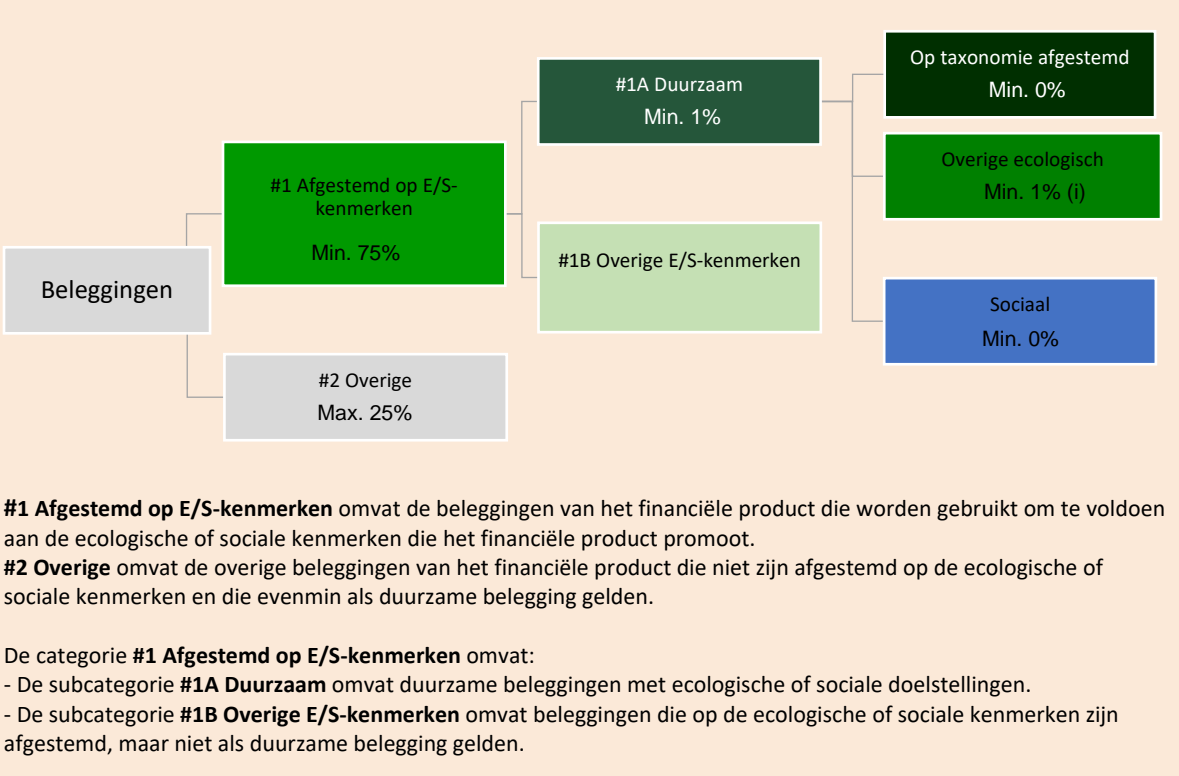 Beleggingen
#1 Afgestemd op E/S-
kenmerken
Min. 75%
#2 Overige
Max. 25%
#1A Duurzaam
Min. 1%
#1B Overige E/S-kenmerken
Op taxonomie afgestemd
Min. 0%
Overige ecologisch
Min. 1% (i)
Sociaal
Min. 0%
#1 Afgestemd op E/S-kenmerken omvat de beleggingen van het financiële product die worden gebruikt om te voldoen
aan de ecologische of sociale kenmerken die het financiële product promoot.
#2 Overige omvat de overige beleggingen van het financiële product die niet zijn afgestemd op de ecologische of
sociale kenmerken en die evenmin als duurzame belegging gelden.
De categorie #1 Afgestemd op E/S-kenmerken omvat:
- De subcategorie #1A Duurzaam omvat duurzame beleggingen met ecologische of sociale doelstellingen.
- De subcategorie #1B Overige E/S-kenmerken omvat beleggingen die op de ecologische of sociale kenmerken zijn
afgestemd, maar niet als duurzame belegging gelden.